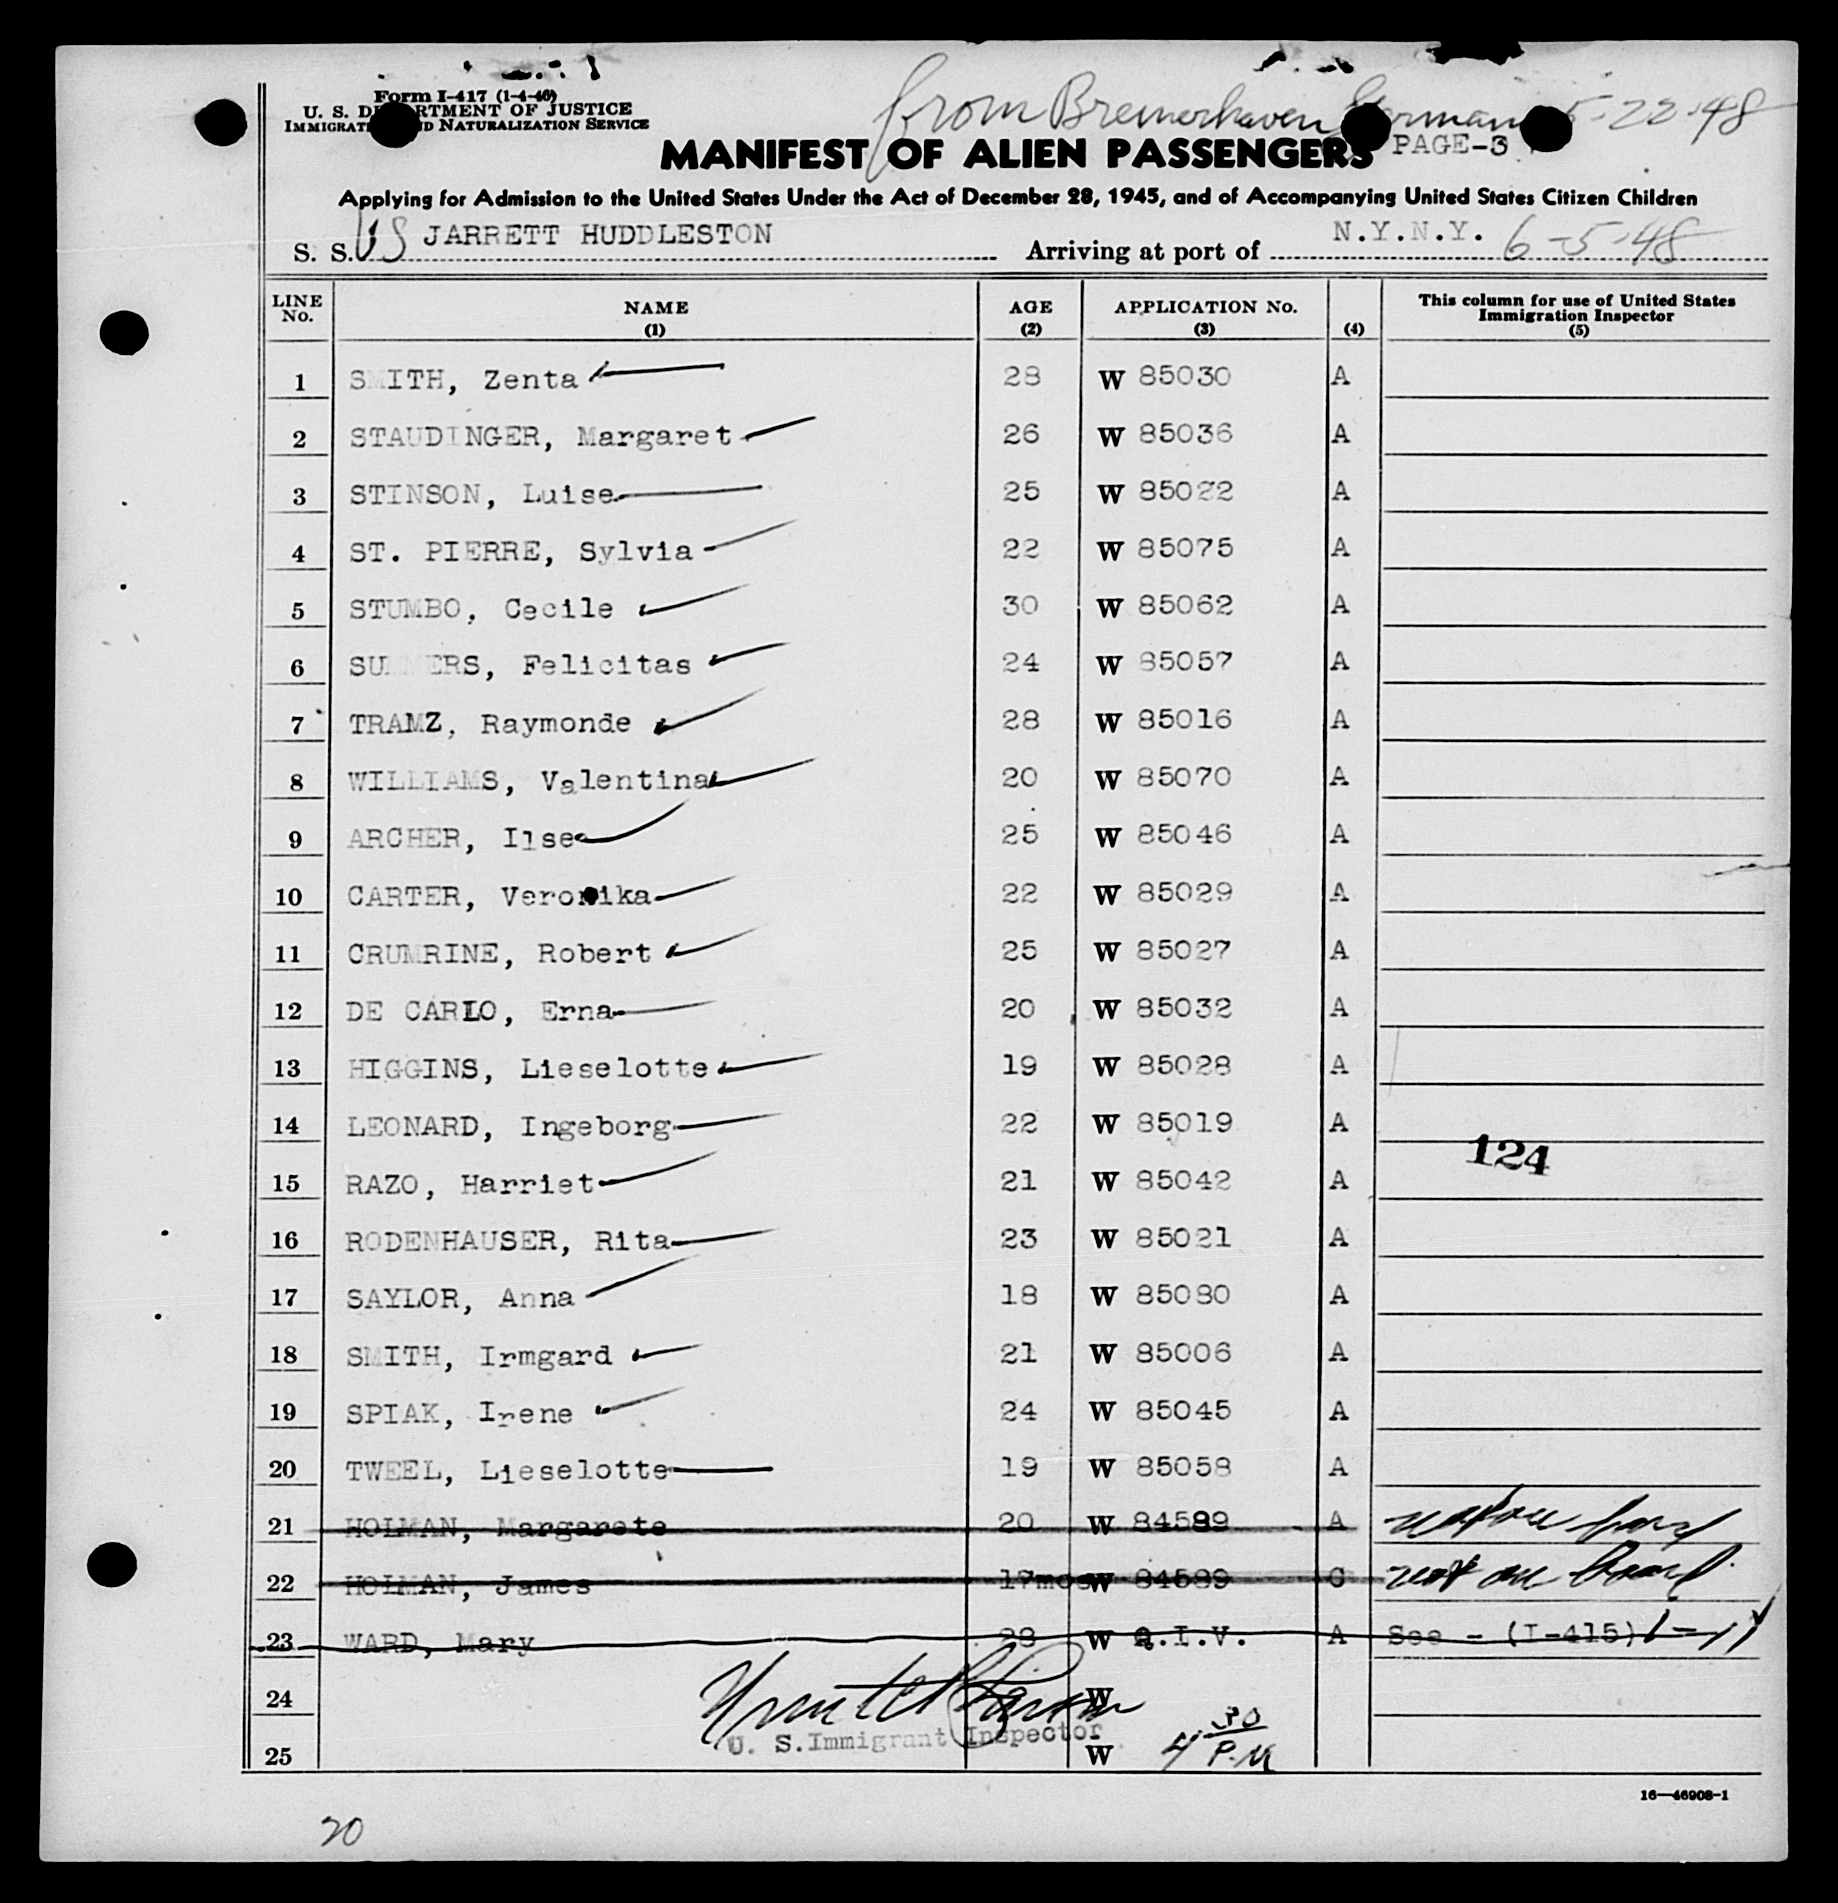 Form I-417 (1-4-46)
U. S. DEPARTMENT OF JUSTICE
IMMIGRATION AND NATURALIZATION SERVICE
from Bremerhaven, Germany 5-22-48
MANIFEST OF ALIEN PASSENGERS PAGE-3
Applying for Admission to the United States Under the Act of December 28, 1945, and of Accompanying United States Citizen Children
S. S. US JARRETT HUDDLESTON Arriving at port of N.Y.N.Y. 6-5-48
LINE No. NAME (1) AGE (2) APPLICATION No. (3) (4) This column for use of United States Immigration Inspector (5)
1 SMITH, Zenta 28 W 85030 A
2 STAUDINGER, Margaret 26 W 85036 A
3 STINSON, Luise 25 W 85022 A
4 ST. PIERRE, Sylvia 22 W 85075 A
5 STUMBO, Cecile 30 W 85062 A
6 SUMMERS, Felicitas 24 W 85057 A
7 TRAMZ, Raymonde 28 W 85016 A
8 WILLIAMS, Valentina 20 W 85070 A
9 ARCHER, Ilse 25 W 85046 A
10 CARTER, Veronika 22 W 85029 A
11 CRUMRINE, Robert 25 W 85027 A
12 DE CARLO, Erna 20 W 85032 A
13 HIGGINS, Lieselotte 19 W 85028 A
14 LEONARD, Ingeborg 22 W 85019 A
124
15 RAZO, Harriet 21 W 85042 A
16 RODENHAUSER, Rita 23 W 85021 A
17 SAYLOR, Anna 18 W 85080 A
18 SMITH, Irmgard 21 W 85006 A
19 SPIAK, Irene 24 W 85045 A
20 TWEEL, Lieselotte 19 W 85058 A
21 HOLMAN, Margarete 20 W 84589 A not on board
22 HOLMAN, James 17mos W 84589 C not on board
23 WARD, Mary 28 W Q.I.V. A See - (I-415) 1-11
24 W
U. S. Immigrant Inspector
25 W 4 30 P.M
16—46908-1
20